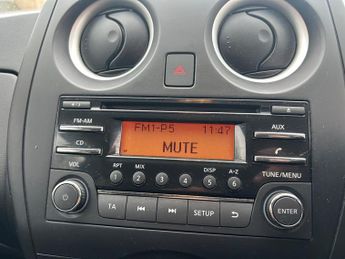 FM1-P5 11:47
MUTE
FM-AM
AUX
CD
RPT MIX DISP A-Z
1 2 3 4 5 6
VOL
TUNE/MENU
TA
SETUP
ENTER